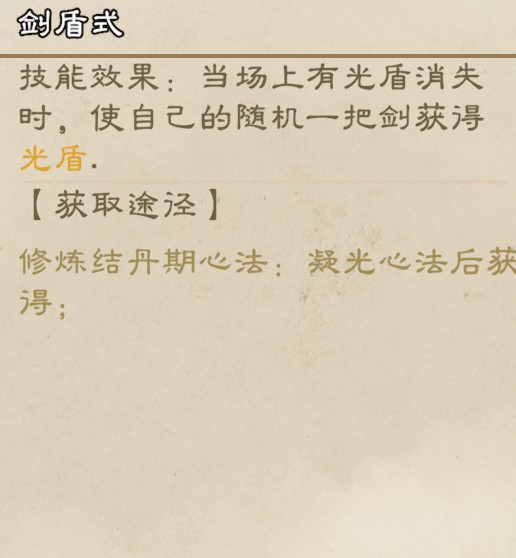 剑盾式
技能效果：当场上有光盾消失
时，使自己的随机一把剑获得
光盾.
【获取途径】
修炼结丹期心法：凝光心法后获
得；